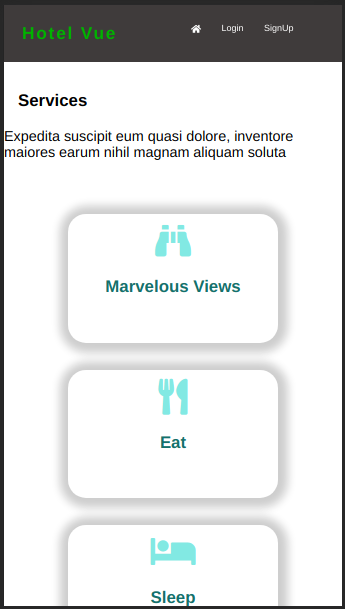 Hotel Vue
Login
SignUp
Services
Expedita suscipit eum quasi dolore, inventore
maiores earum nihil magnam aliquam soluta
Marvelous Views
Eat
Sleep